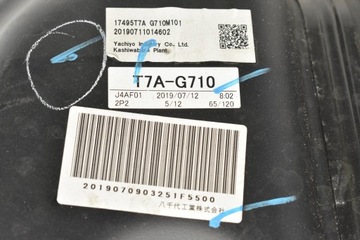 17495T7A G710M101
20190711014602
Yachiyo Industry Co., Ltd.
Kashiwabara Plant.
T7A-G710
J4AF01 2019/07/12 8.02
2P2 5/12 65/120
2019070903251F5500
八千代工業株式会社